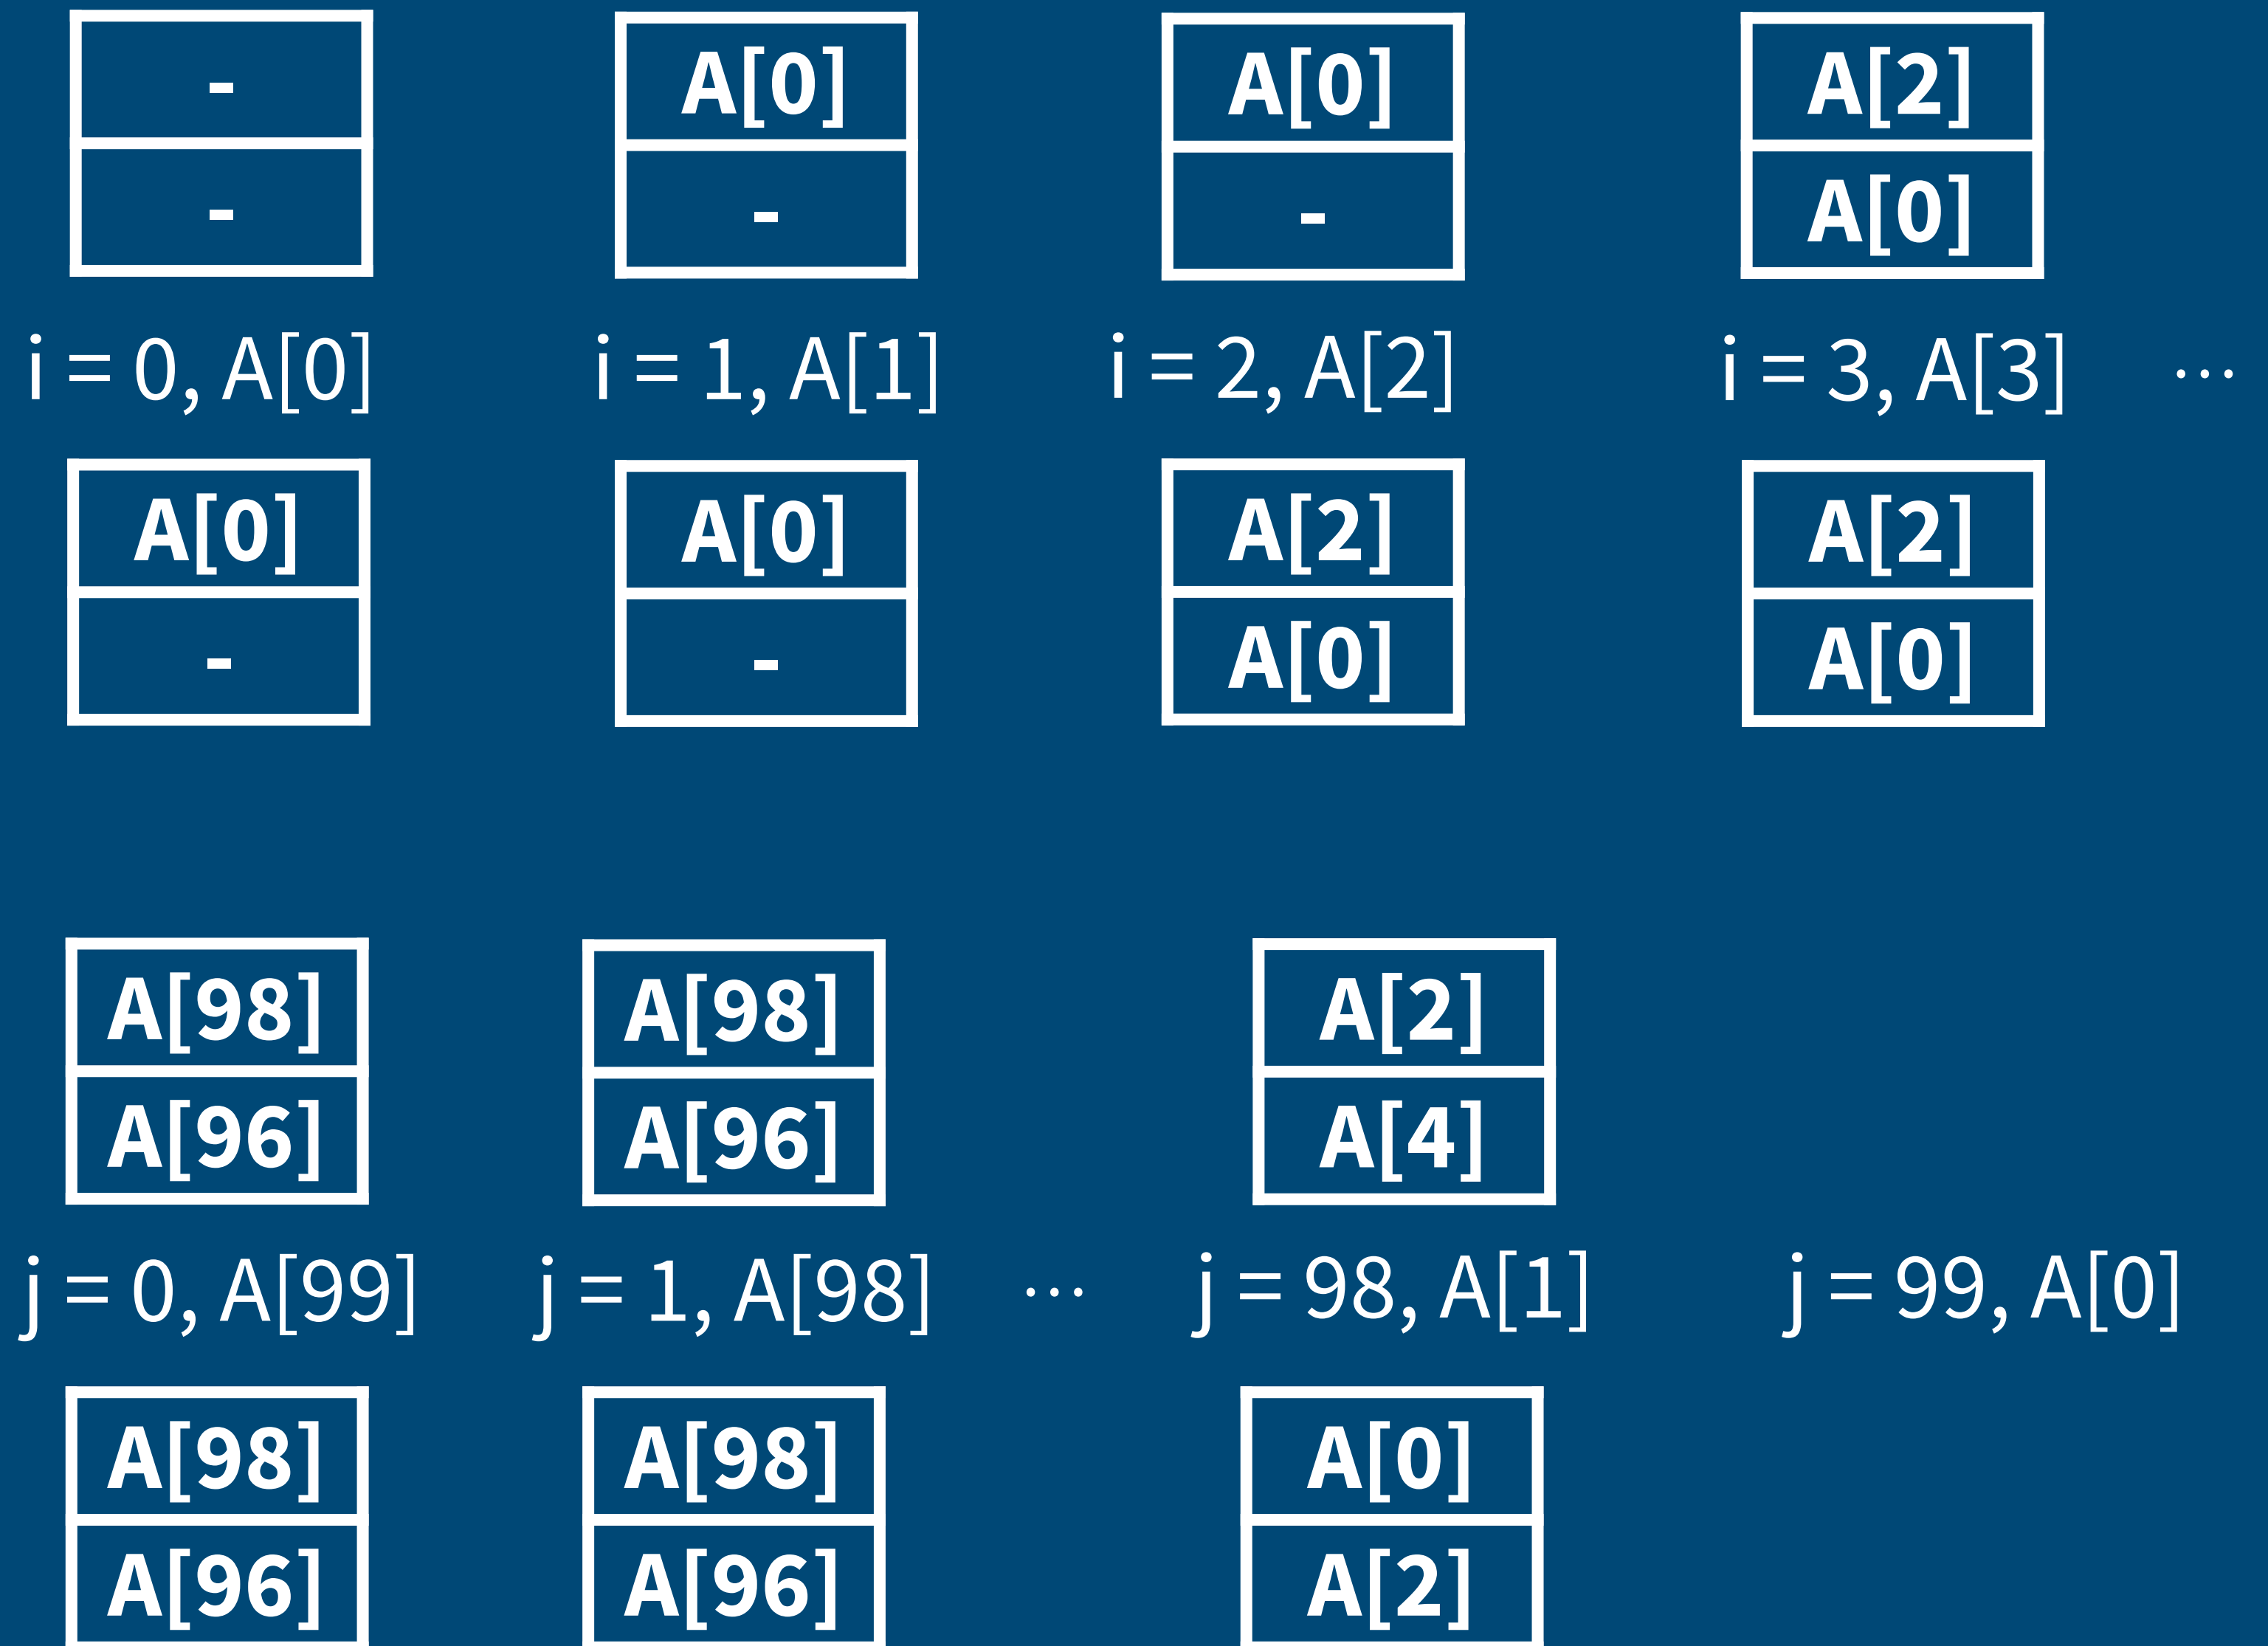 - A[0] A[0] A[2]
- - - A[0]
i = 0, A[0] i = 1, A[1] i = 2, A[2] i = 3, A[3] ...
A[0] A[0] A[2] A[2]
- - A[0] A[0]
A[98] A[98] A[2]
A[96] A[96] A[4]
j = 0, A[99] j = 1, A[98] ... j = 98, A[1] j = 99, A[0]
A[98] A[98] A[0]
A[96] A[96] A[2]